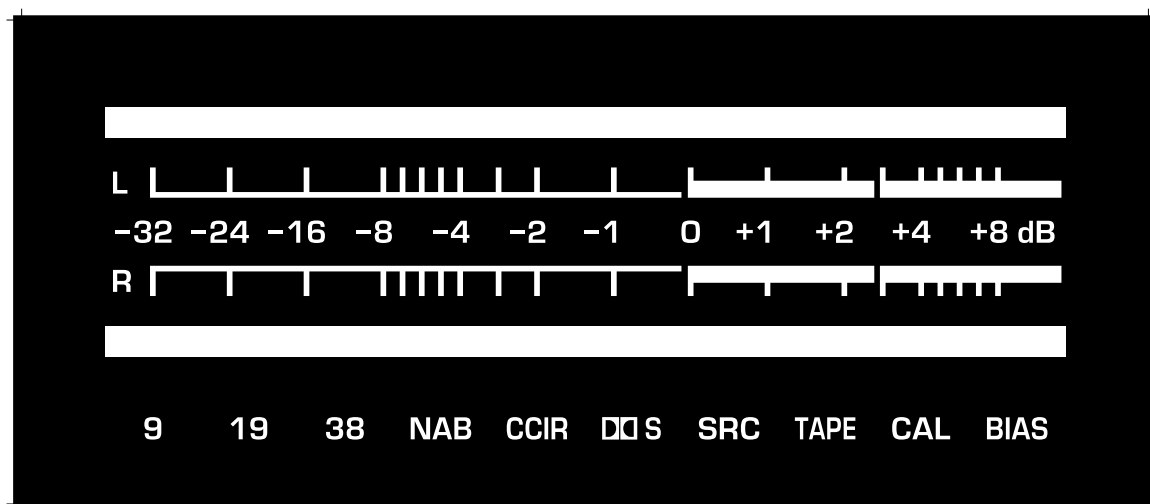 L
−32 −24 −16 −8 −4 −2 −1 0 +1 +2 +4 +8 dB
R
9 19 38 NAB CCIR S SRC TAPE CAL BIAS